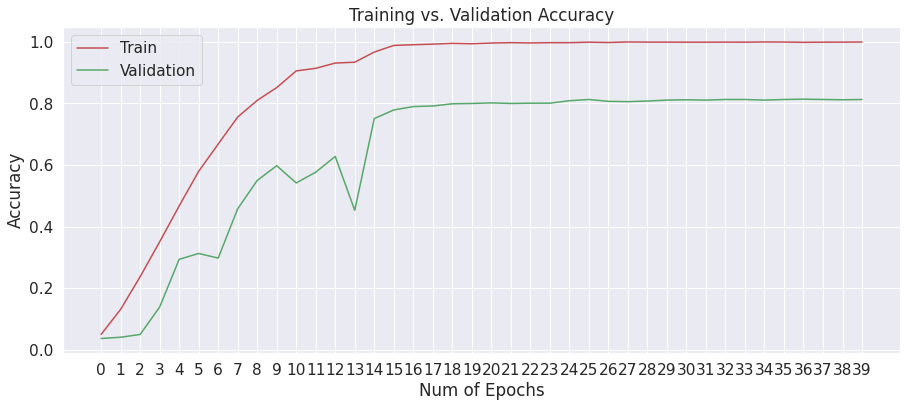 Training vs. Validation Accuracy
Train
Validation
1.0
0.8
0.6
0.4
0.2
0.0
Accuracy
0 1 2 3 4 5 6 7 8 9 10 11 12 13 14 15 16 17 18 19 20 21 22 23 24 25 26 27 28 29 30 31 32 33 34 35 36 37 38 39
Num of Epochs